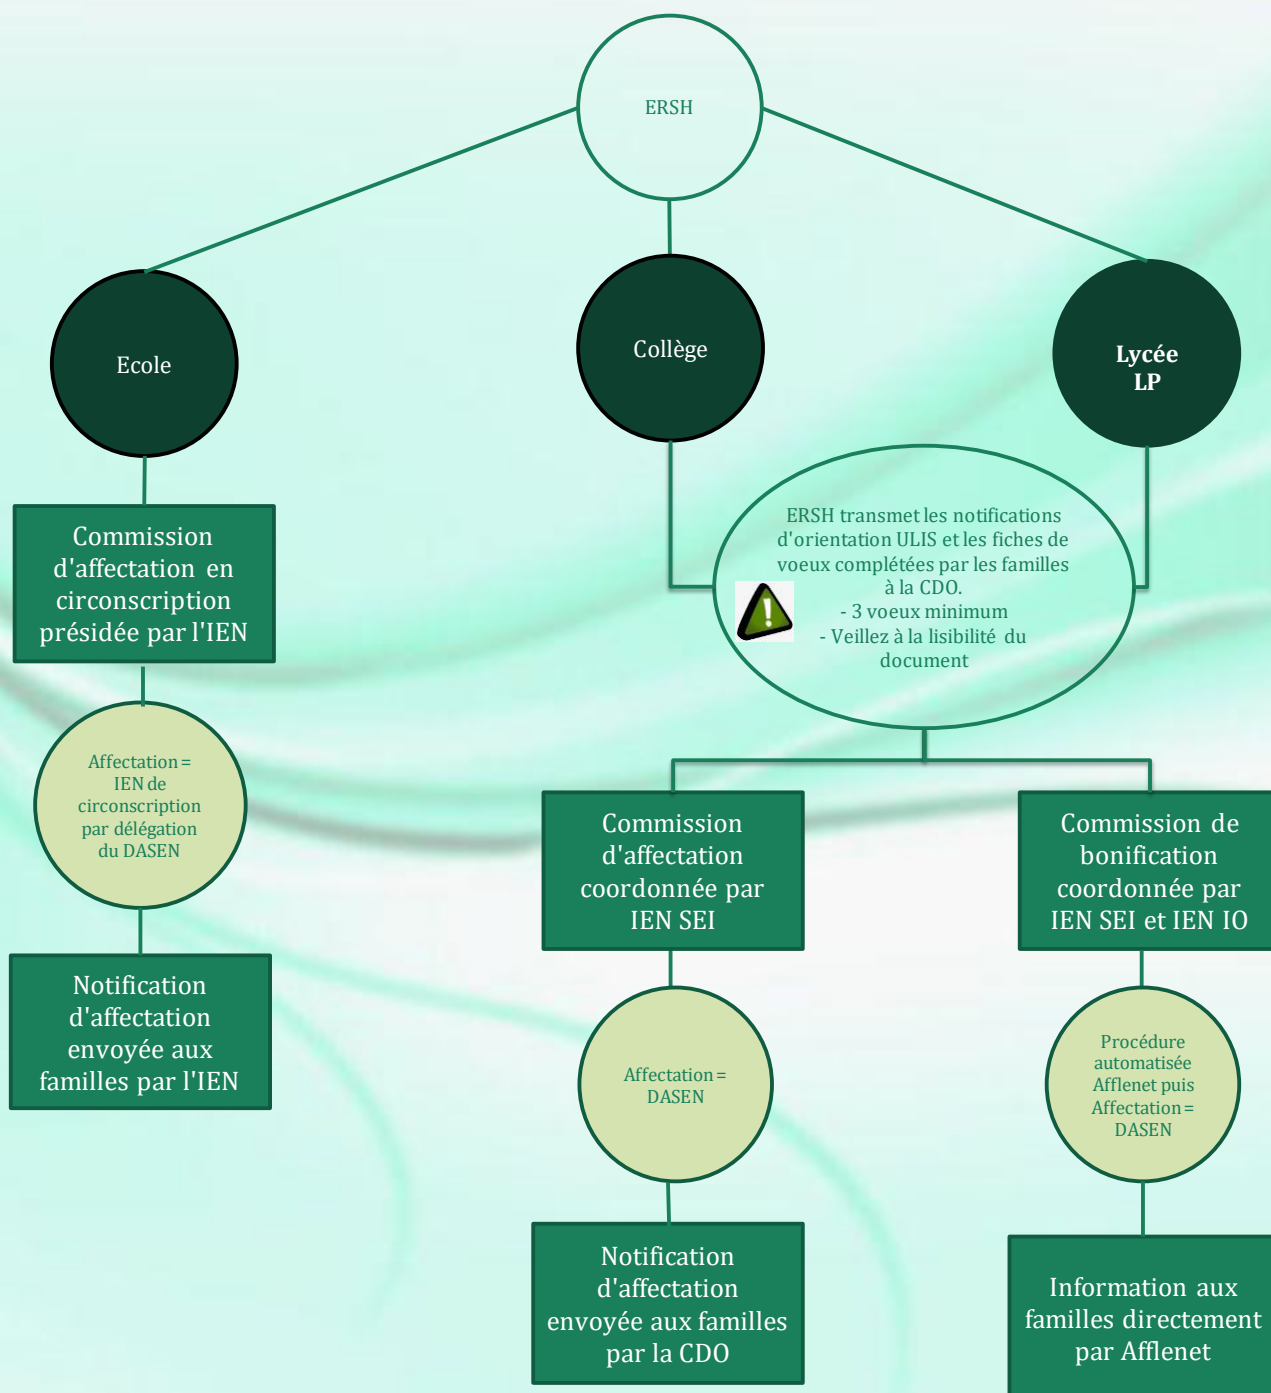 ERSH
Ecole
Collège
Lycée
LP
ERSH transmet les notifications
d'orientation ULIS et les fiches de
voeux complétées par les familles
à la CDO.
- 3 voeux minimum
- Veillez à la lisibilité du
document
Commission
d'affectation en
circonscription
présidée par l'IEN
Affectation =
IEN de
circonscription
par délégation
du DASEN
Notification
d'affectation
envoyée aux
familles par l'IEN
Commission
d'affectation
coordonnée par
IEN SEI
Affectation =
DASEN
Notification
d'affectation
envoyée aux familles
par la CDO
Commission de
bonification
coordonnée par
IEN SEI et IEN IO
Procédure
automatisée
Afflenet puis
Affectation =
DASEN
Information aux
familles directement
par Afflenet